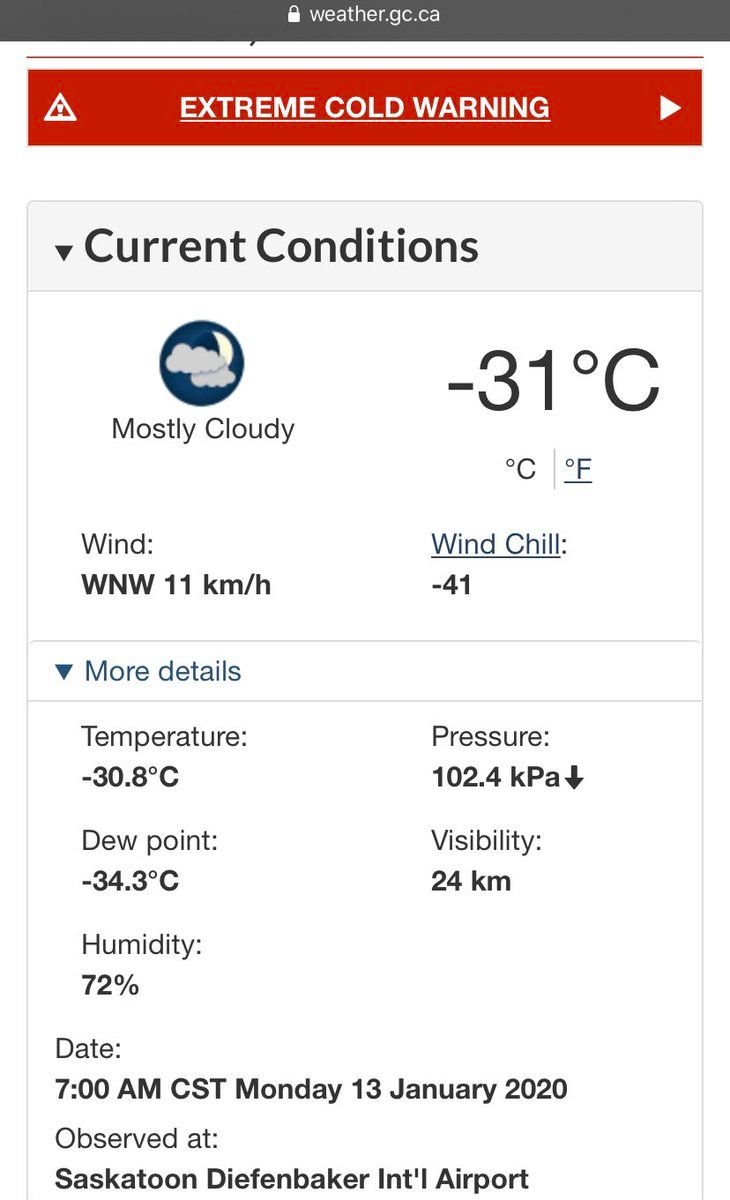 weather.gc.ca
EXTREME COLD WARNING
Current Conditions
Mostly Cloudy
-31°C
°C °F
Wind: Wind Chill:
WNW 11 km/h -41
More details
Temperature: Pressure:
-30.8°C 102.4 kPa↓
Dew point: Visibility:
-34.3°C 24 km
Humidity:
72%
Date:
7:00 AM CST Monday 13 January 2020
Observed at:
Saskatoon Diefenbaker Int'l Airport